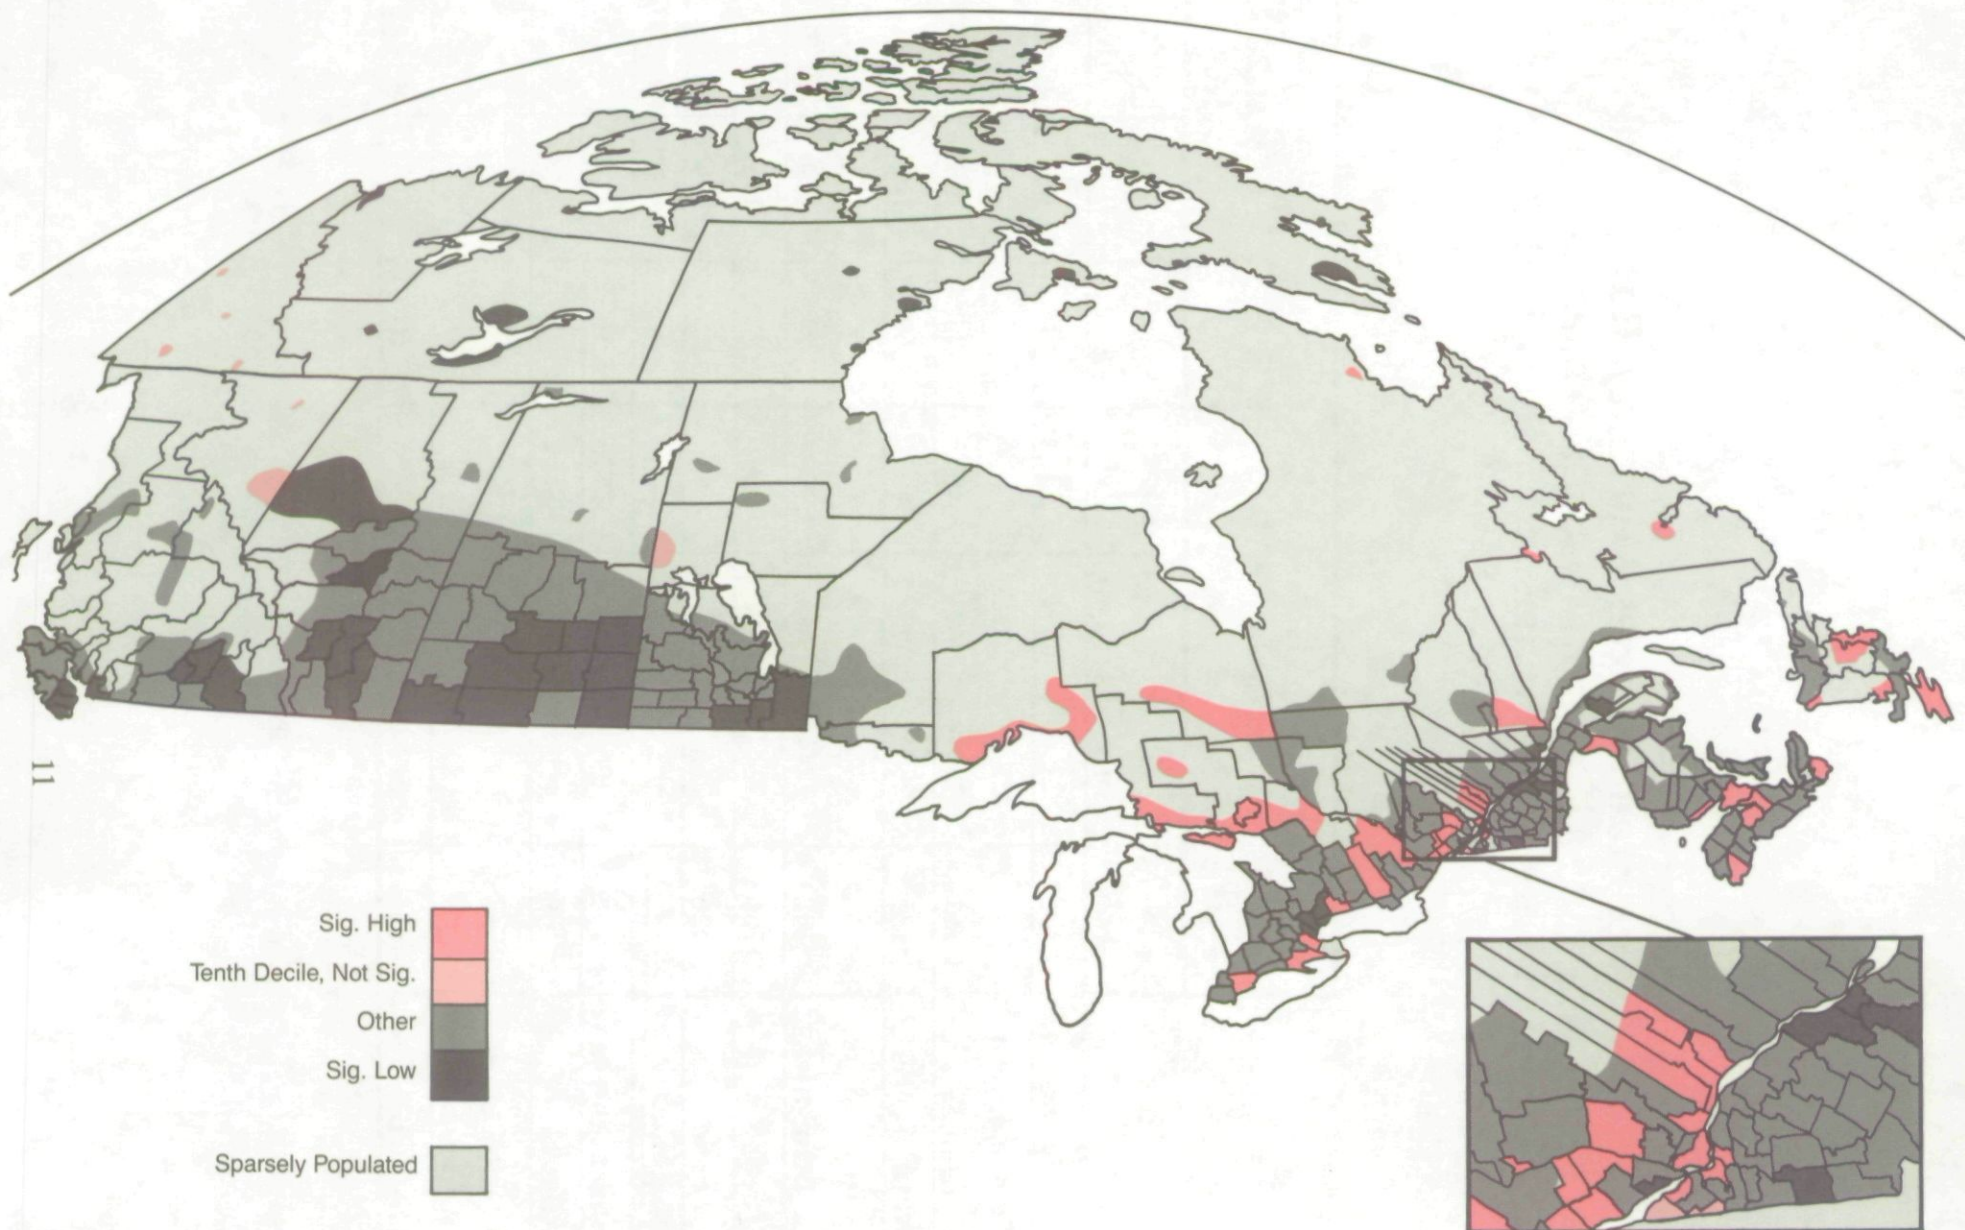 11
Sig. High
Tenth Decile, Not Sig.
Other
Sig. Low
Sparsely Populated